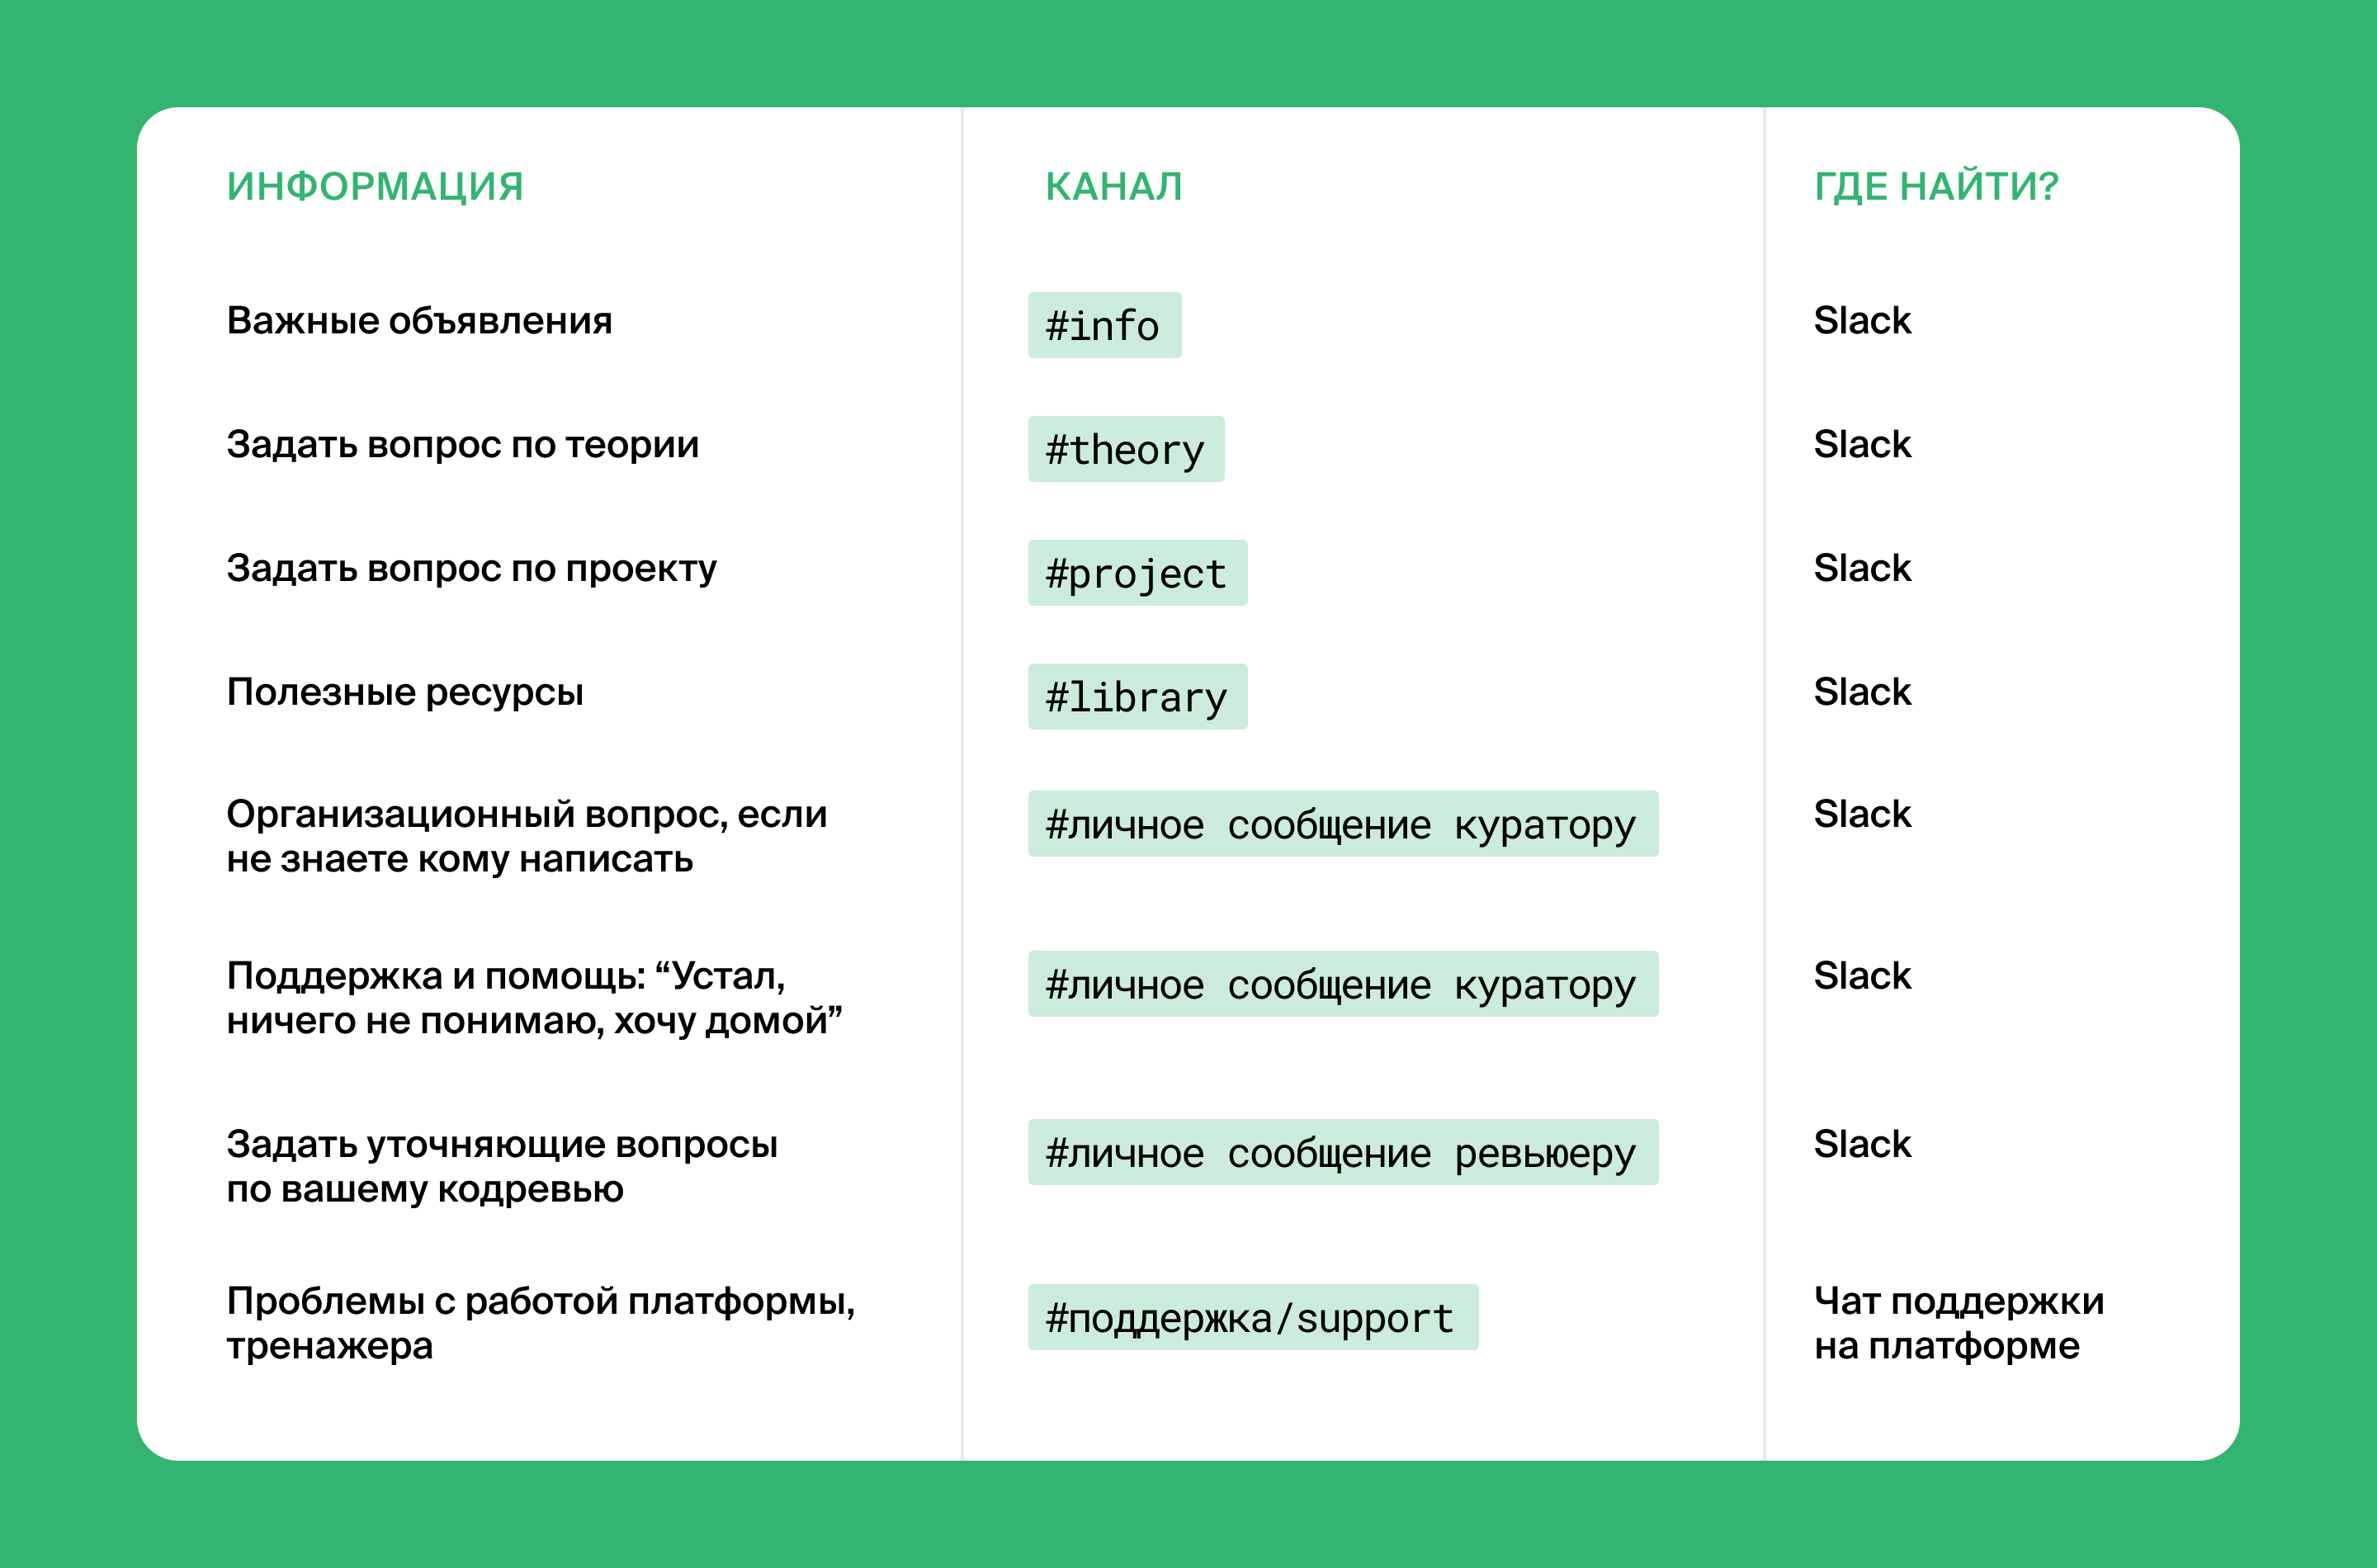 ИНФОРМАЦИЯ
КАНАЛ
ГДЕ НАЙТИ?
Важные объявления
#info
Slack
Задать вопрос по теории
#theory
Slack
Задать вопрос по проекту
#project
Slack
Полезные ресурсы
#library
Slack
Организационный вопрос, если
не знаете кому написать
#личное сообщение куратору
Slack
Поддержка и помощь: “Устал,
ничего не понимаю, хочу домой”
#личное сообщение куратору
Slack
Задать уточняющие вопросы
по вашему кодревью
#личное сообщение ревьюеру
Slack
Проблемы с работой платформы,
тренажера
#поддержка/support
Чат поддержки
на платформе